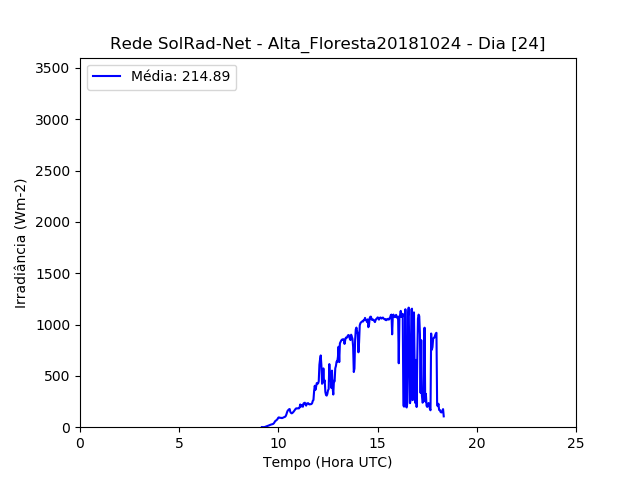 Rede SolRad-Net - Alta_Floresta20181024 - Dia [24]
Média: 214.89
Irradiância (Wm-2)
3500
3000
2500
2000
1500
1000
500
0
0 5 10 15 20 25
Tempo (Hora UTC)